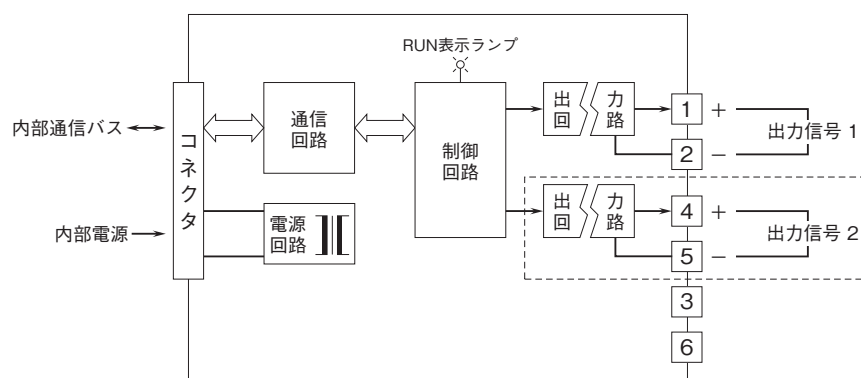 RUN表示ランプ
内部通信バス
コネクタ
通信
回路
制御
回路
出 力
回 路
1 +
2 −
出力信号 1
内部電源
電源
回路
出 力
回 路
4 +
5 −
出力信号 2
3
6